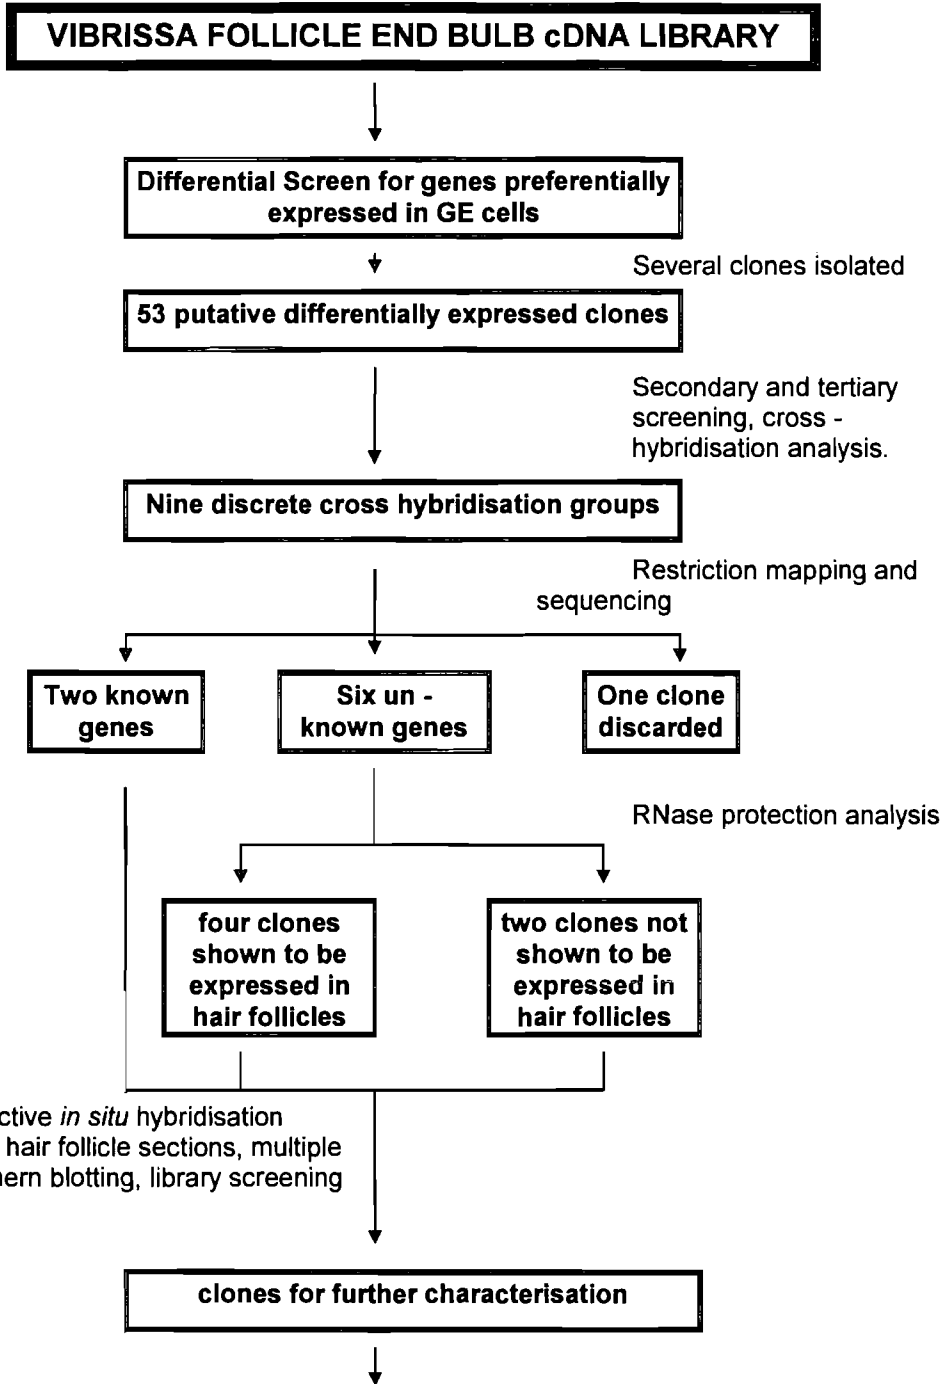 VIBRISSA FOLLICLE END BULB cDNA LIBRARY
Differential Screen for genes preferentially
expressed in GE cells
Several clones isolated
53 putative differentially expressed clones
Secondary and tertiary
screening, cross -
hybridisation analysis.
Nine discrete cross hybridisation groups
Restriction mapping and
sequencing
Two known
genes
Six un -
known genes
One clone
discarded
RNase protection analysis
four clones
shown to be
expressed in
hair follicles
two clones not
shown to be
expressed in
hair follicles
in situ hybridisation
hair follicle sections, multiple
blotting, library screening
clones for further characterisation